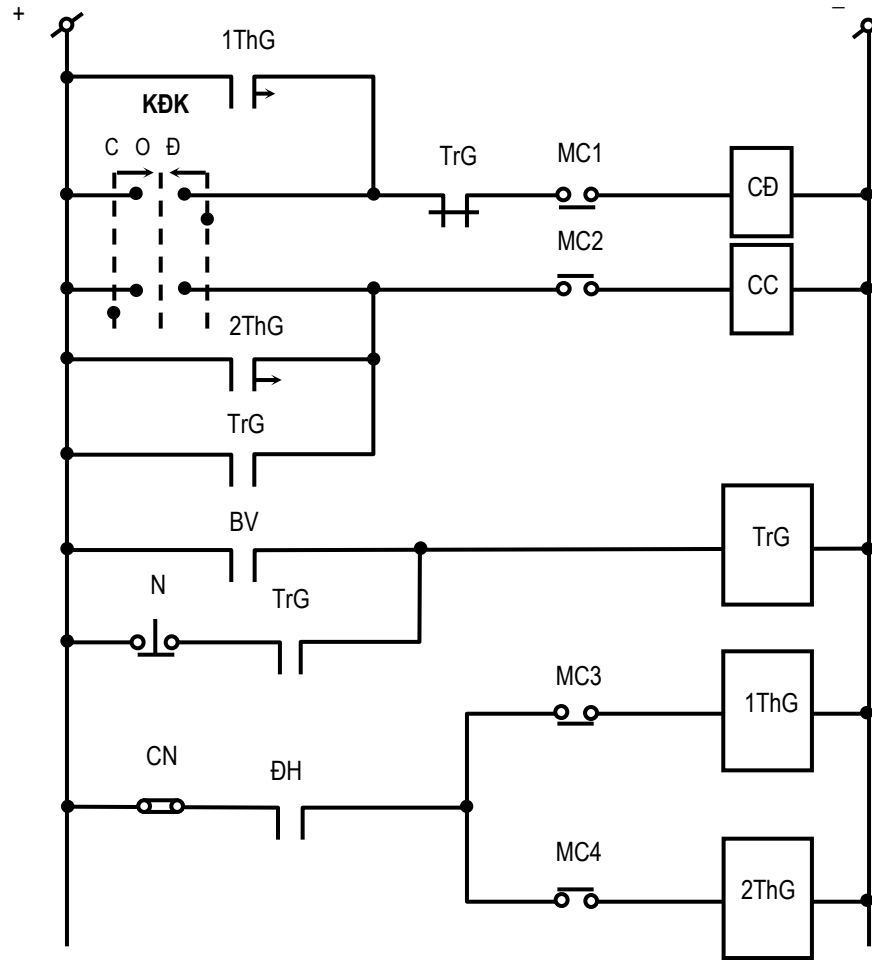 + −
1ThG
KĐK
C O Đ
TrG MC1
CĐ
MC2
CC
2ThG
TrG
BV
TrG
N TrG
MC3
1ThG
CN ĐH
MC4
2ThG